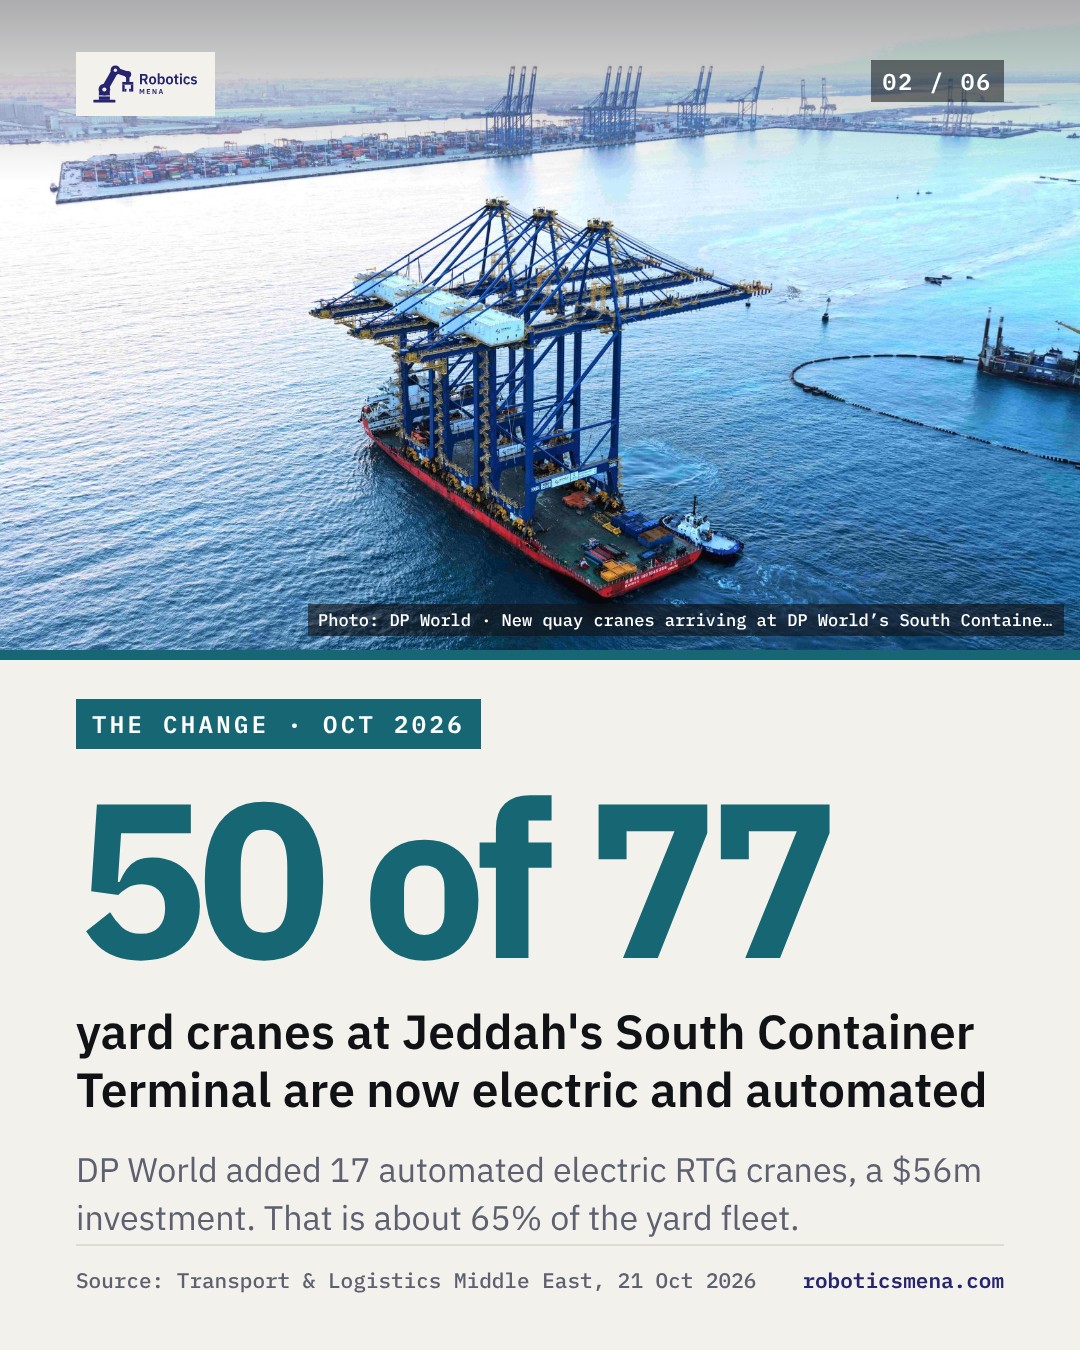 Robotics
MENA
02 / 06
Photo: DP World · New quay cranes arriving at DP World’s South Containe…
THE CHANGE · OCT 2026
50 of 77
yard cranes at Jeddah's South Container
Terminal are now electric and automated
DP World added 17 automated electric RTG cranes, a $56m
investment. That is about 65% of the yard fleet.
Source: Transport & Logistics Middle East, 21 Oct 2026
roboticsmena.com